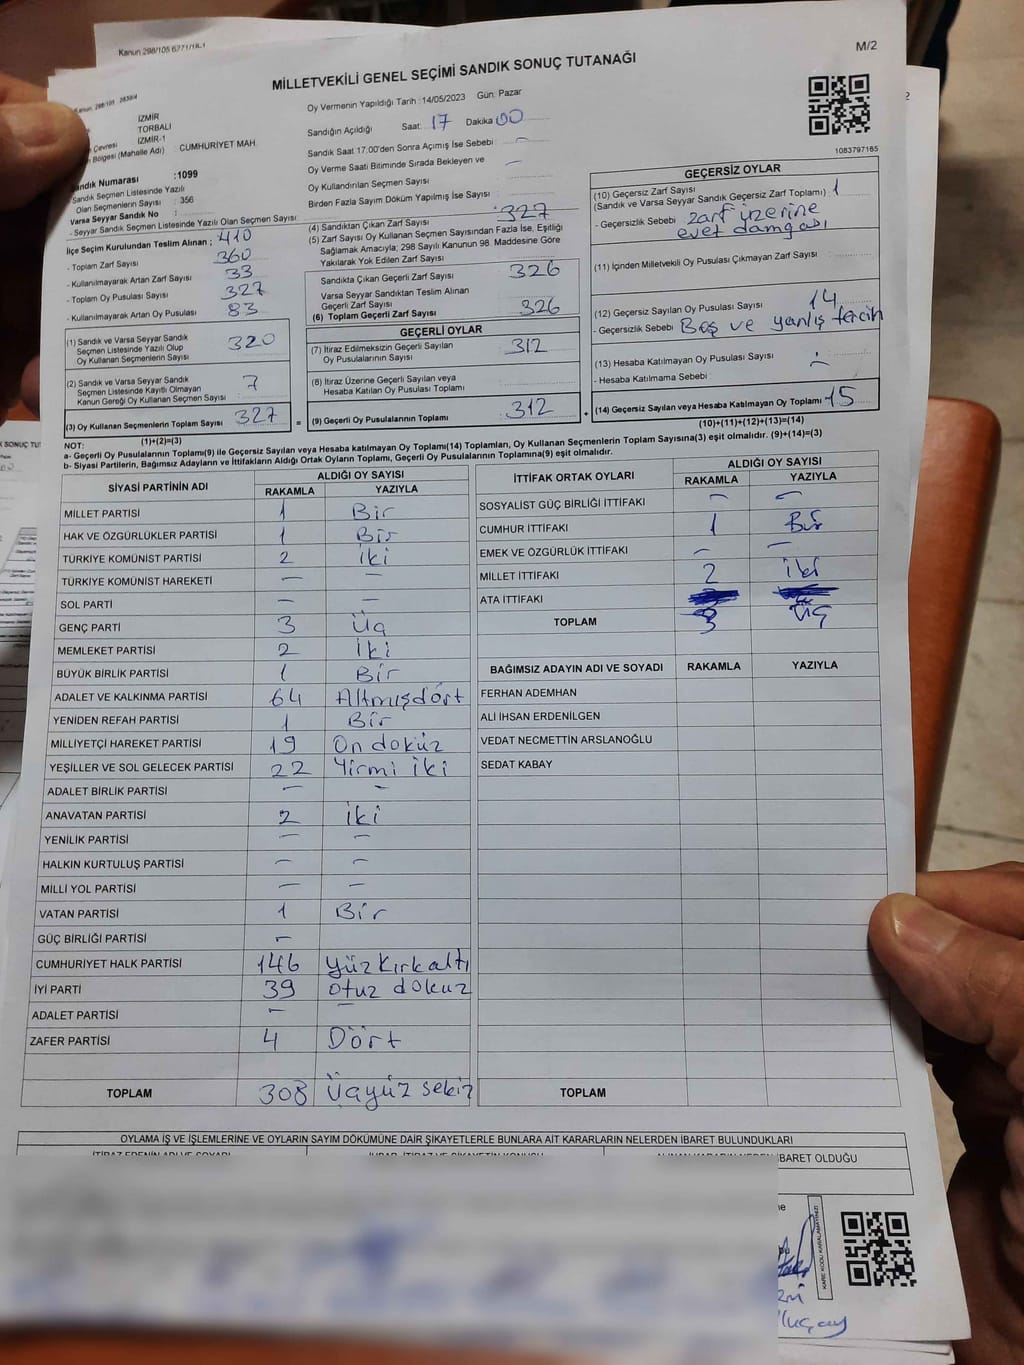 Kanun 298/105 6271/18-1
MİLLETVEKİLİ GENEL SEÇİMİ SANDIK SONUÇ TUTANAĞI
M/2
Oy Vermenin Yapıldığı Tarih : 14/05/2023 Gün: Pazar
İZMİR
TORBALI
İZMİR-1
Çevresi
Bölgesi (Mahalle Adı) CUMHURİYET MAH.
Sandık Numarası :1099
Sandık Seçmen Listesinde Yazılı
Olan Seçmenlerin Sayısı : 356
Varsa Seyyar Sandık No :
- Seyyar Sandık Seçmen Listesinde Yazılı Olan Seçmen Sayısı
Sandığın Açıldığı Saat: 17 Dakika 00
Sandık Saat 17.00'den Sonra Açımış İse Sebebi : –
Oy Verme Saati Bitiminde Sırada Bekleyen ve
Oy Kullandırılan Seçmen Sayısı : –
Birden Fazla Sayım Döküm Yapılmış İse Sayısı :
1083797165
İlçe Seçim Kurulundan Teslim Alınan ;
- Toplam Zarf Sayısı 410
- Kullanılmayarak Artan Zarf Sayısı 33
- Toplam Oy Pusulası Sayısı 327
- Kullanılmayarak Artan Oy Pusulası 83
360
(1) Sandık ve Varsa Seyyar Sandık
Seçmen Listesinde Yazılı Olup
Oy Kullanan Seçmenlerin Sayısı 320
(2) Sandık ve Varsa Seyyar Sandık
Seçmen Listesinde Kayıtlı Olmayan
Kanun Gereği Oy Kullanan Seçmen Sayısı 7
(3) Oy Kullanan Seçmenlerin Toplam Sayısı 327
(1)+(2)=(3)
(4) Sandıktan Çıkan Zarf Sayısı 327
(5) Zarf Sayısı Oy Kullanan Seçmen Sayısından Fazla İse, Eşitliği
Sağlamak Amacıyla; 298 Sayılı Kanunun 98. Maddesine Göre
Yakılarak Yok Edilen Zarf Sayısı
Sandıkta Çıkan Geçerli Zarf Sayısı 326
Varsa Seyyar Sandıktan Teslim Alınan
Geçerli Zarf Sayısı
(6) Toplam Geçerli Zarf Sayısı 326
GEÇERLİ OYLAR
(7) İtiraz Edilmeksizin Geçerli Sayılan
Oy Pusulalarının Sayısı 312
(8) İtiraz Üzerine Geçerli Sayılan veya
Hesaba Katılan Oy Pusulası Toplamı
(9) Geçerli Oy Pusulalarının Toplamı 312
GEÇERSİZ OYLAR
(10) Geçersiz Zarf Sayısı
(Sandık ve Varsa Seyyar Sandık Geçersiz Zarf Toplamı) 1
- Geçersizlik Sebebi zarf üzerine
evet damgası
(11) İçinden Milletvekili Oy Pusulası Çıkmayan Zarf Sayısı
(12) Geçersiz Sayılan Oy Pusulası Sayısı 14
- Geçersizlik Sebebi Boş ve yanlış tercih
(13) Hesaba Katılmayan Oy Pusulası Sayısı –
- Hesaba Katılmama Sebebi
(14) Geçersiz Sayılan veya Hesaba Katılmayan Oy Toplamı 15
(10)+(11)+(12)+(13)=(14)
NOT:
a- Geçerli Oy Pusulalarının Toplamı(9) ile Geçersiz Sayılan veya Hesaba katılmayan Oy Toplamı(14) Toplamları, Oy Kullanan Seçmenlerin Toplam Sayısına(3) eşit olmalıdır. (9)+(14)=(3)
b- Siyasi Partilerin, Bağımsız Adayların ve İttifakların Aldığı Ortak Oyların Toplamı, Geçerli Oy Pusulalarının Toplamına(9) eşit olmalıdır.
SİYASİ PARTİNİN ADI ALDIĞI OY SAYISI
RAKAMLA YAZIYLA
MİLLET PARTİSİ 1 Bir
HAK VE ÖZGÜRLÜKLER PARTİSİ 1 Bir
TÜRKİYE KOMÜNİST PARTİSİ 2 iki
TÜRKİYE KOMÜNİST HAREKETİ – –
SOL PARTİ – –
GENÇ PARTİ 3 Üç
MEMLEKET PARTİSİ 2 İki
BÜYÜK BİRLİK PARTİSİ 1 Bir
ADALET VE KALKINMA PARTİSİ 64 Altmışdört
YENİDEN REFAH PARTİSİ 1 Bir
MİLLİYETÇİ HAREKET PARTİSİ 19 On dokuz
YEŞİLLER VE SOL GELECEK PARTİSİ 22 Yirmi iki
ADALET BİRLİK PARTİSİ – –
ANAVATAN PARTİSİ 2 iki
YENİLİK PARTİSİ – –
HALKIN KURTULUŞ PARTİSİ – –
MİLLİ YOL PARTİSİ – –
VATAN PARTİSİ 1 Bir
GÜÇ BİRLİĞİ PARTİSİ –
CUMHURİYET HALK PARTİSİ 146 yüzkırkaltı
İYİ PARTİ 39 otuz dokuz
ADALET PARTİSİ – –
ZAFER PARTİSİ 4 Dört
TOPLAM 308 Üçyüz sekiz
İTTİFAK ORTAK OYLARI ALDIĞI OY SAYISI
RAKAMLA YAZIYLA
SOSYALİST GÜÇ BİRLİĞİ İTTİFAKI – –
CUMHUR İTTİFAKI 1 Bir
EMEK VE ÖZGÜRLÜK İTTİFAKI – –
MİLLET İTTİFAKI 2 iki
ATA İTTİFAKI
TOPLAM 3 üç
BAĞIMSIZ ADAYIN ADI VE SOYADI RAKAMLA YAZIYLA
FERHAN ADEMHAN
ALİ İHSAN ERDENİLGEN
VEDAT NECMETTİN ARSLANOĞLU
SEDAT KABAY
TOPLAM
OYLAMA İŞ VE İŞLEMLERİNE VE OYLARIN SAYIM DÖKÜMÜNE DAİR ŞİKAYETLERLE BUNLARA AİT KARARLARIN NELERDEN İBARET BULUNDUKLARI
İBARET OLDUĞU
KARE KODU KARALAMAYINIZ!